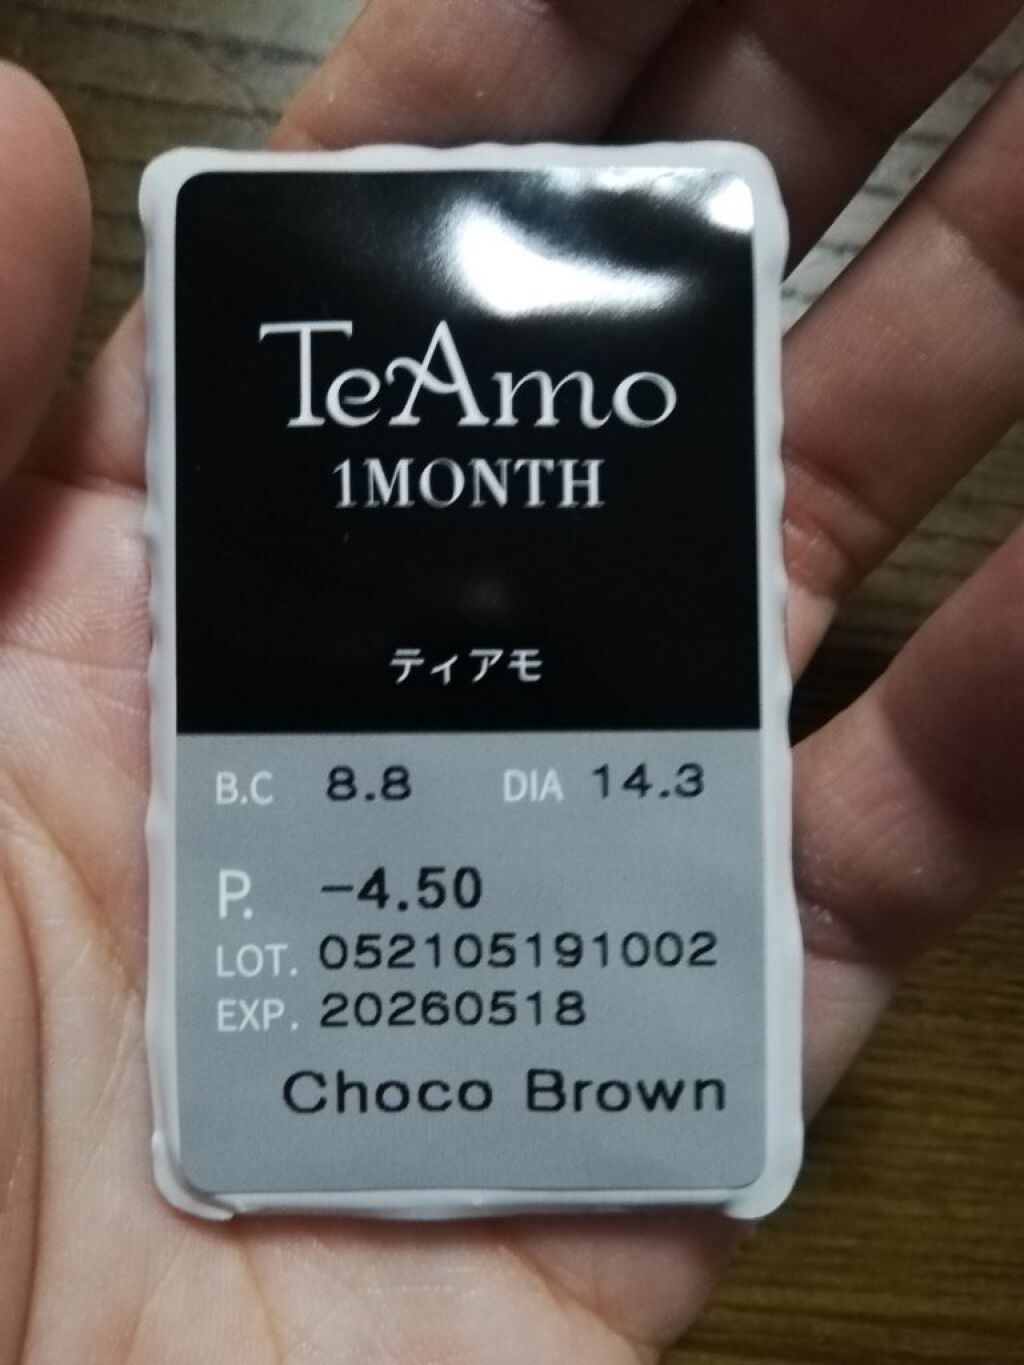 TeAmo
1MONTH
ティアモ
B.C 8.8 DIA 14.3
P. -4.50
LOT. 052105191002
EXP. 20260518
Choco Brown